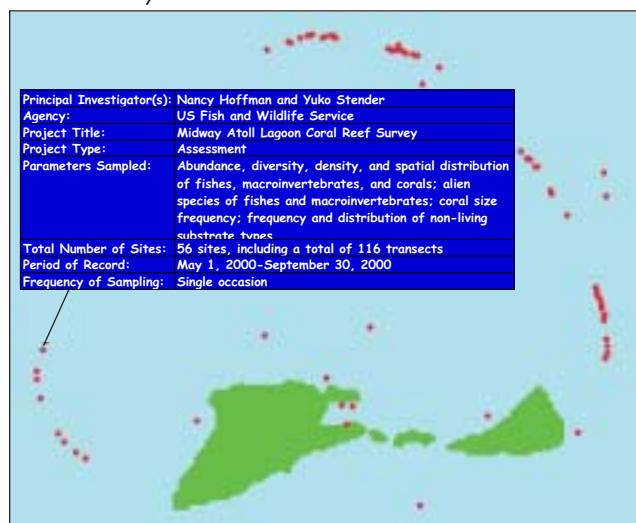 Principal Investigator(s): Nancy Hoffman and Yuko Stender
Agency: US Fish and Wildlife Service
Project Title: Midway Atoll Lagoon Coral Reef Survey
Project Type: Assessment
Parameters Sampled: Abundance, diversity, density, and spatial distribution
of fishes, macroinvertebrates, and corals; alien
species of fishes and macroinvertebrates; coral size
frequency; frequency and distribution of non-living
substrate types
Total Number of Sites: 56 sites, including a total of 116 transects
Period of Record: May 1, 2000-September 30, 2000
Frequency of Sampling: Single occasion